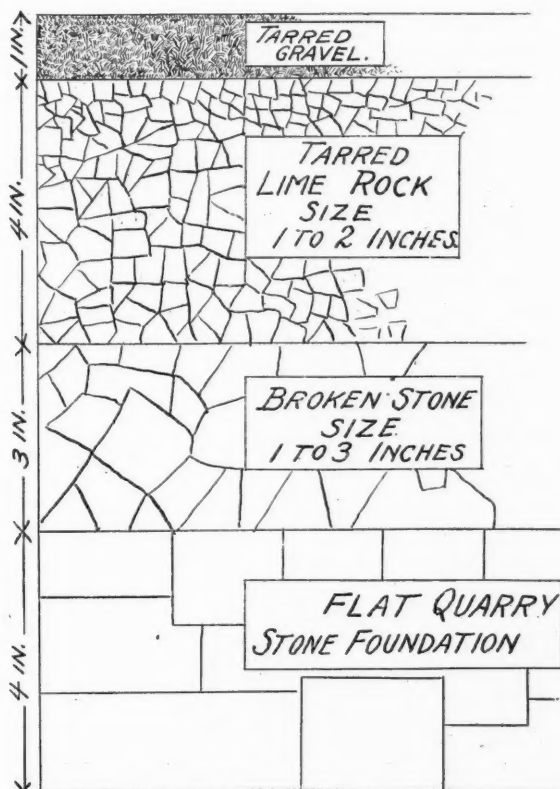 1 IN.
TARRED
GRAVEL.
4 IN.
TARRED
LIME ROCK
SIZE
1 TO 2 INCHES.
3 IN.
BROKEN STONE
SIZE.
1 TO 3 INCHES
4 IN.
FLAT QUARRY
STONE FOUNDATION